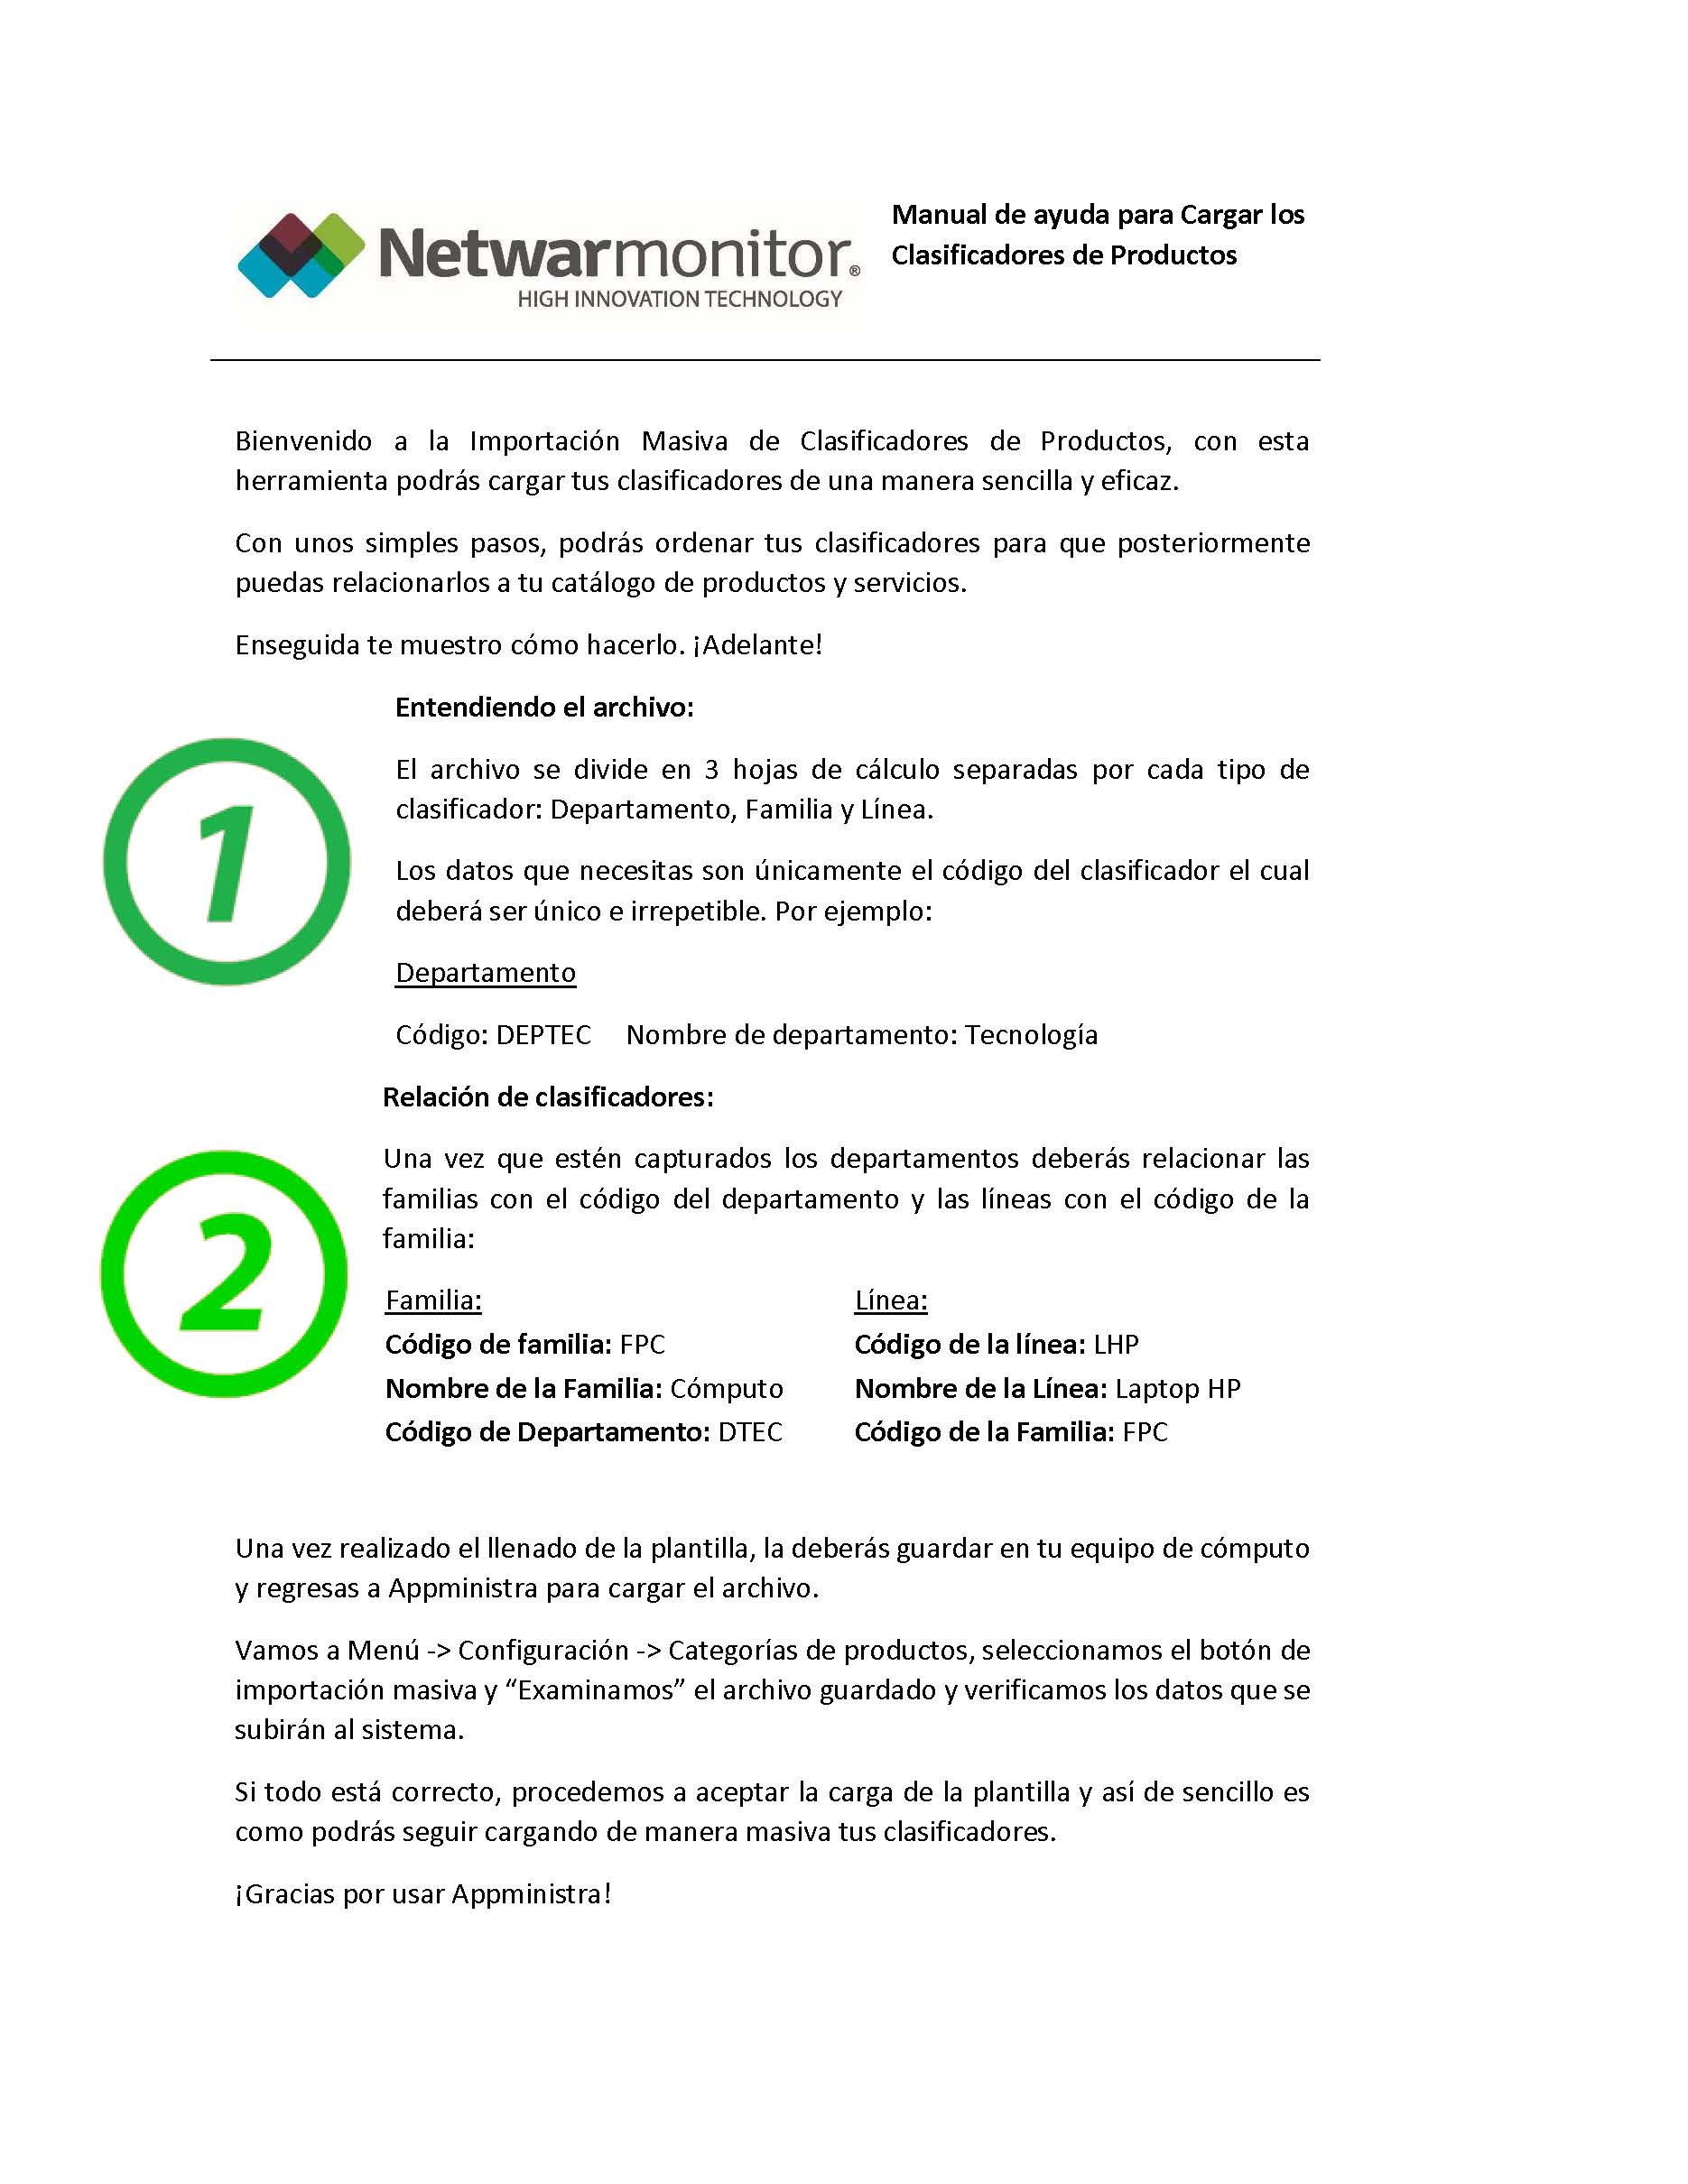 Netwarmonitor®
HIGH INNOVATION TECHNOLOGY
Manual de ayuda para Cargar los
Clasificadores de Productos
Bienvenido a la Importación Masiva de Clasificadores de Productos, con esta
herramienta podrás cargar tus clasificadores de una manera sencilla y eficaz.
Con unos simples pasos, podrás ordenar tus clasificadores para que posteriormente
puedas relacionarlos a tu catálogo de productos y servicios.
Enseguida te muestro cómo hacerlo. ¡Adelante!
1
Entendiendo el archivo:
El archivo se divide en 3 hojas de cálculo separadas por cada tipo de
clasificador: Departamento, Familia y Línea.
Los datos que necesitas son únicamente el código del clasificador el cual
deberá ser único e irrepetible. Por ejemplo:
Departamento
Código: DEPTEC Nombre de departamento: Tecnología
2
Relación de clasificadores:
Una vez que estén capturados los departamentos deberás relacionar las
familias con el código del departamento y las líneas con el código de la
familia:
Familia:
Código de familia: FPC
Nombre de la Familia: Cómputo
Código de Departamento: DTEC
Línea:
Código de la línea: LHP
Nombre de la Línea: Laptop HP
Código de la Familia: FPC
Una vez realizado el llenado de la plantilla, la deberás guardar en tu equipo de cómputo
y regresas a Appministra para cargar el archivo.
Vamos a Menú -> Configuración -> Categorías de productos, seleccionamos el botón de
importación masiva y “Examinamos” el archivo guardado y verificamos los datos que se
subirán al sistema.
Si todo está correcto, procedemos a aceptar la carga de la plantilla y así de sencillo es
como podrás seguir cargando de manera masiva tus clasificadores.
¡Gracias por usar Appministra!